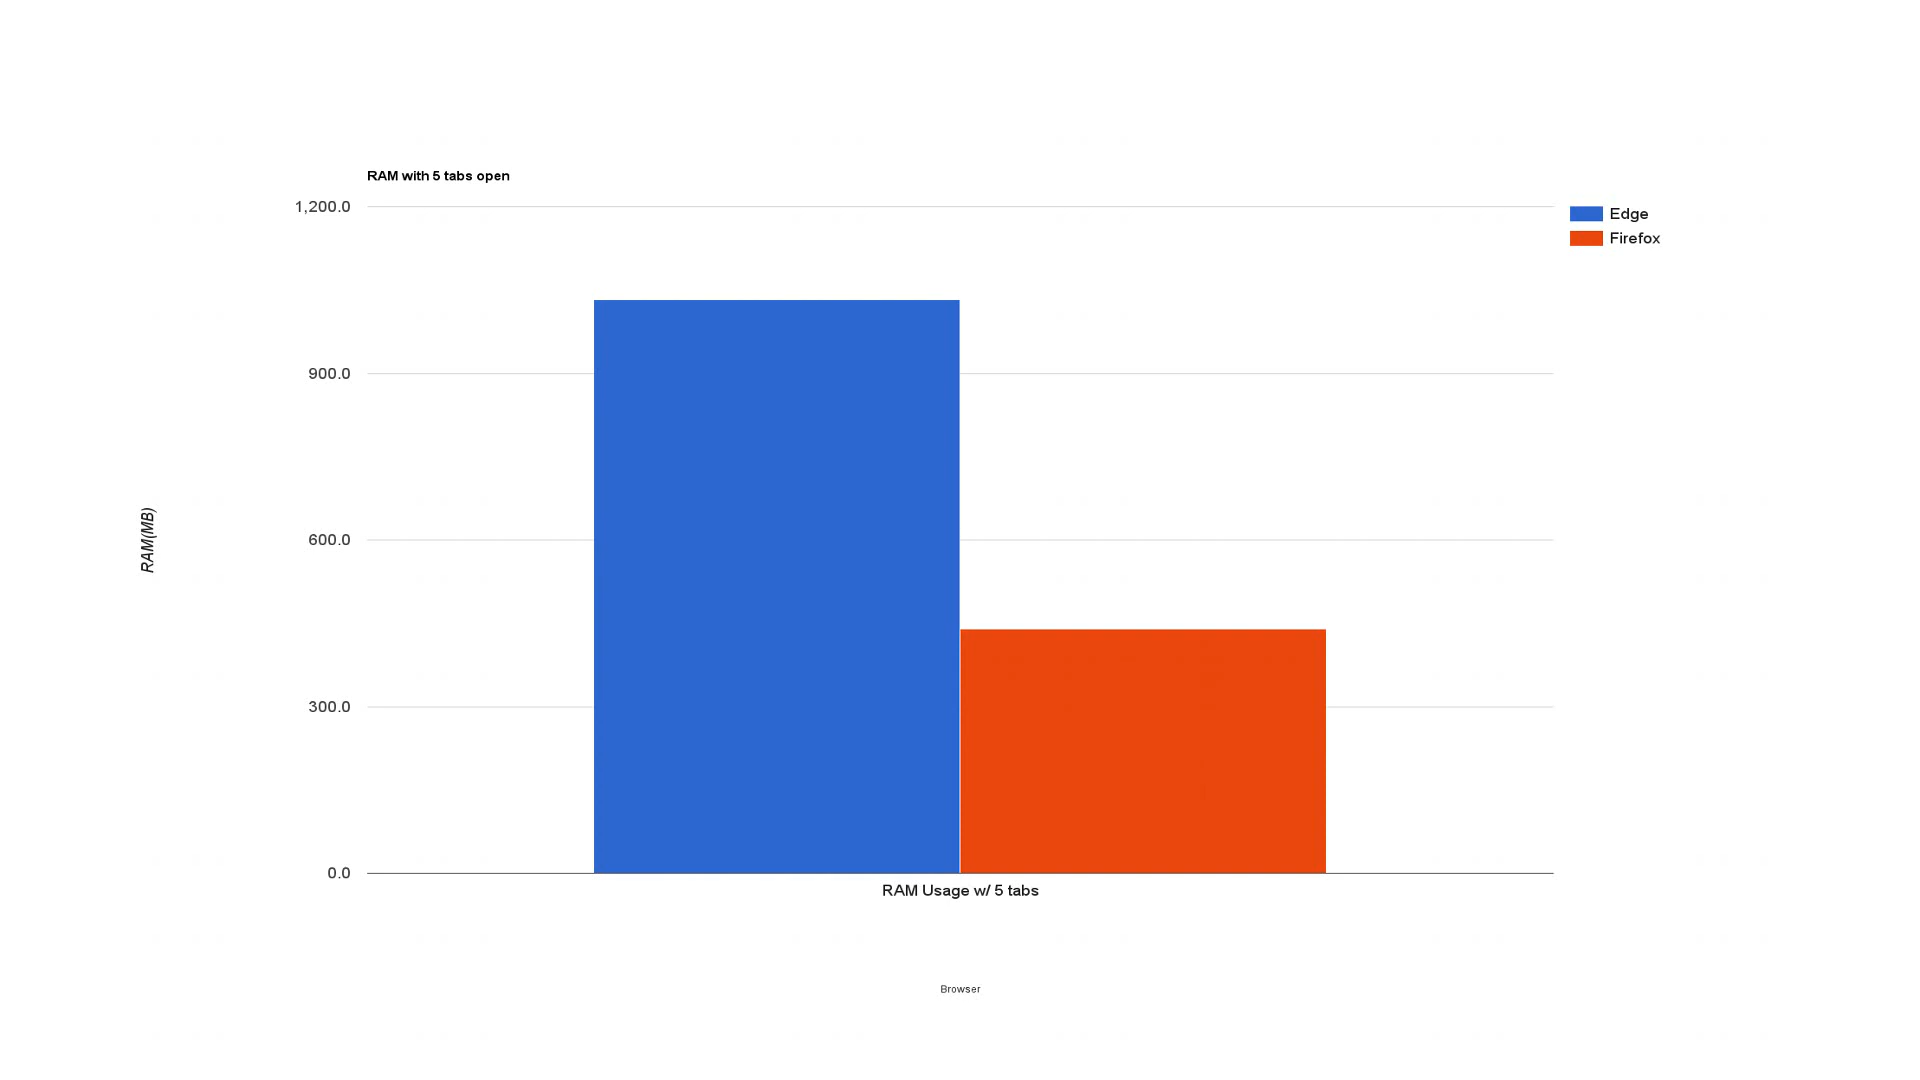 RAM with 5 tabs open
1,200.0
900.0
600.0
300.0
0.0
RAM(MB)
Edge
Firefox
RAM Usage w/ 5 tabs
Browser